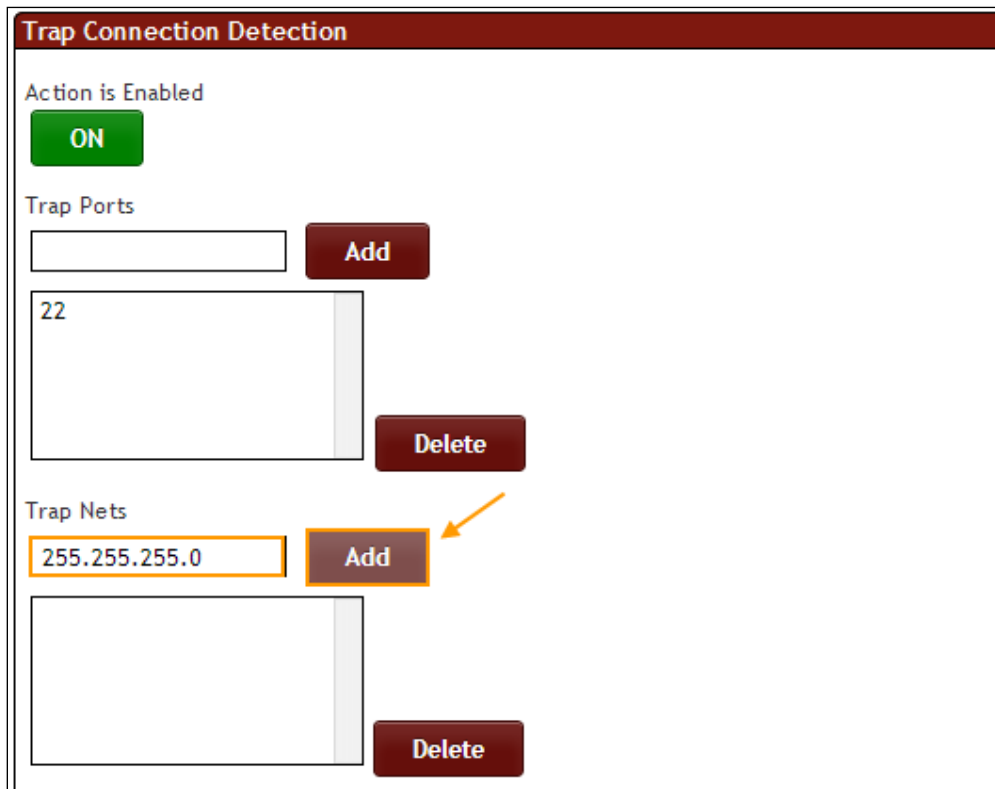 Trap Connection Detection
Action is Enabled
ON
Trap Ports
Add
22
Delete
Trap Nets
255.255.255.0
Add
Delete